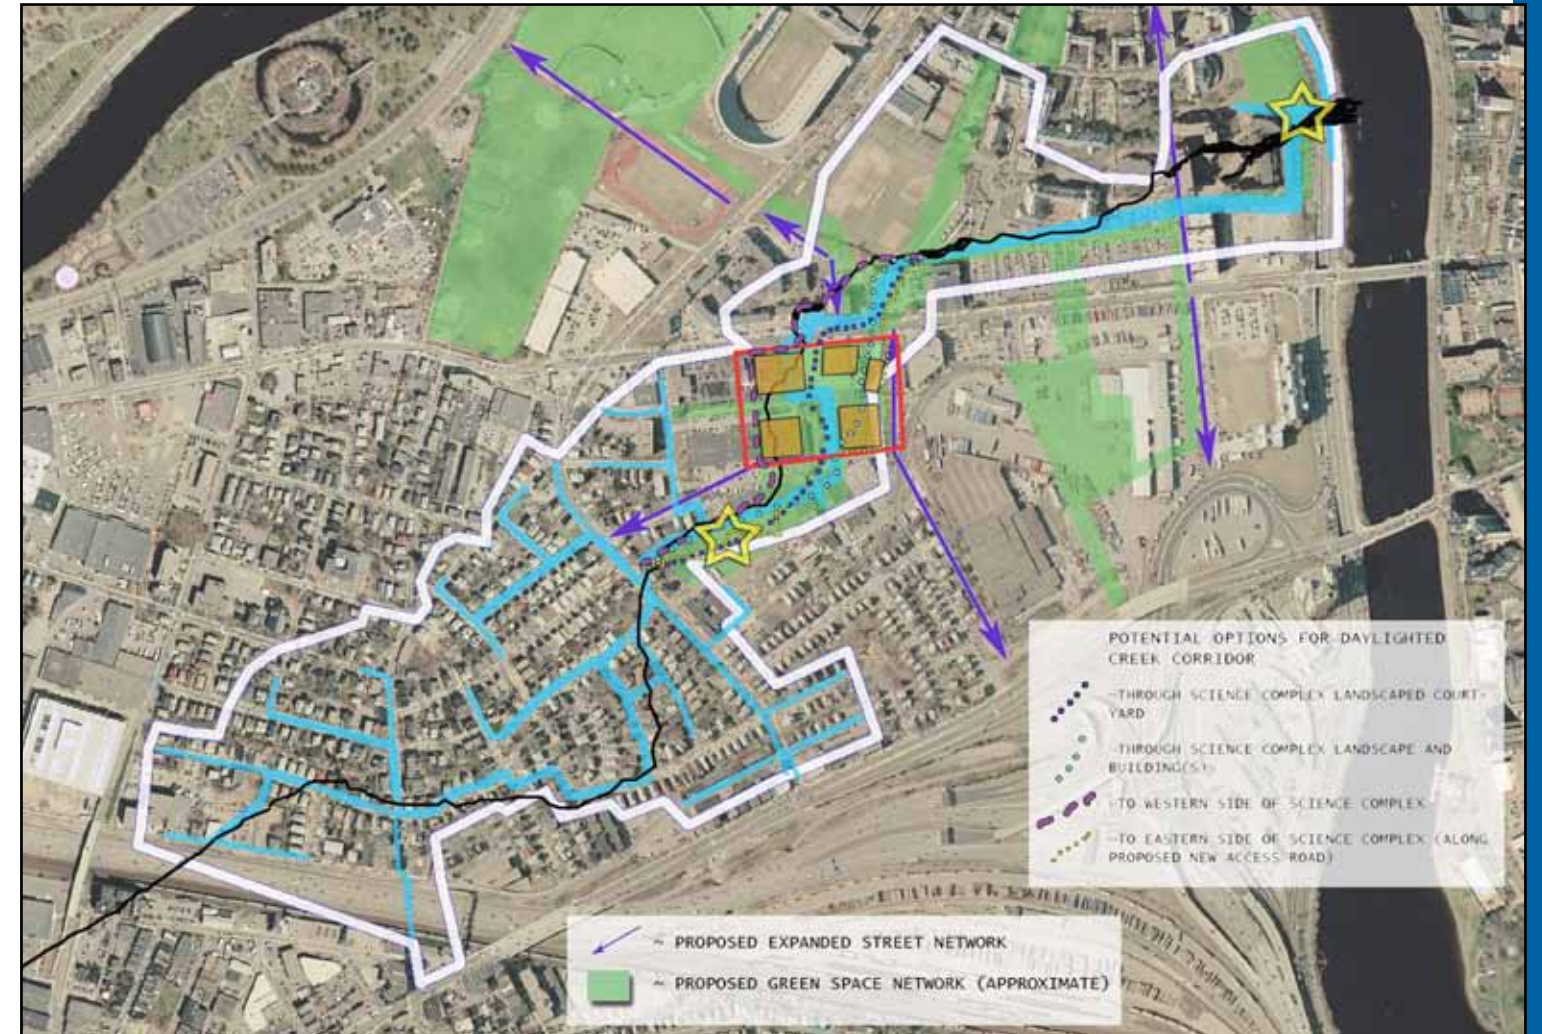 POTENTIAL OPTIONS FOR DAYLIGHTED
CREEK CORRIDOR
-THROUGH SCIENCE COMPLEX LANDSCAPED COURT-
YARD
-THROUGH SCIENCE COMPLEX LANDSCAPE AND
BUILDING(S)
-TO WESTERN SIDE OF SCIENCE COMPLEX
-TO EASTERN SIDE OF SCIENCE COMPLEX (ALONG
PROPOSED NEW ACCESS ROAD)
~ PROPOSED EXPANDED STREET NETWORK
~ PROPOSED GREEN SPACE NETWORK (APPROXIMATE)